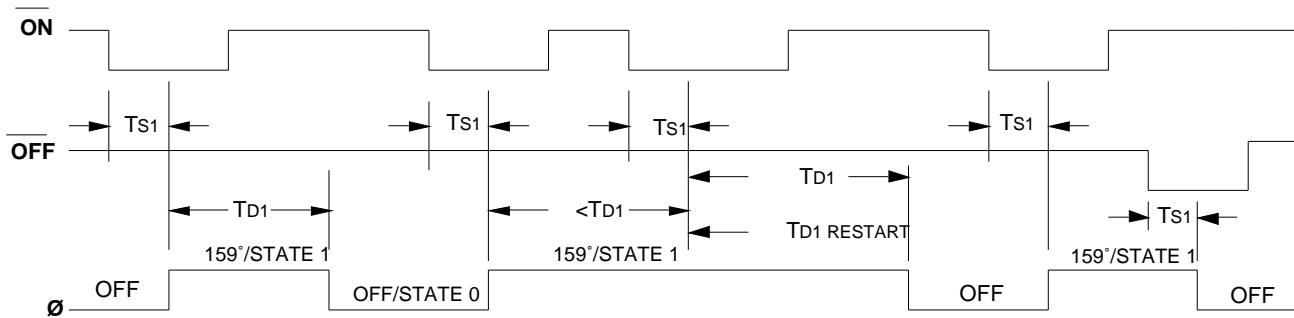 ON
TS1 TS1 TS1 TS1
OFF
TD1
TD1 <TD1 TS1
TD1 RESTART
159°/STATE 1 159°/STATE 1 159°/STATE 1
OFF OFF/STATE 0 OFF OFF
Ø